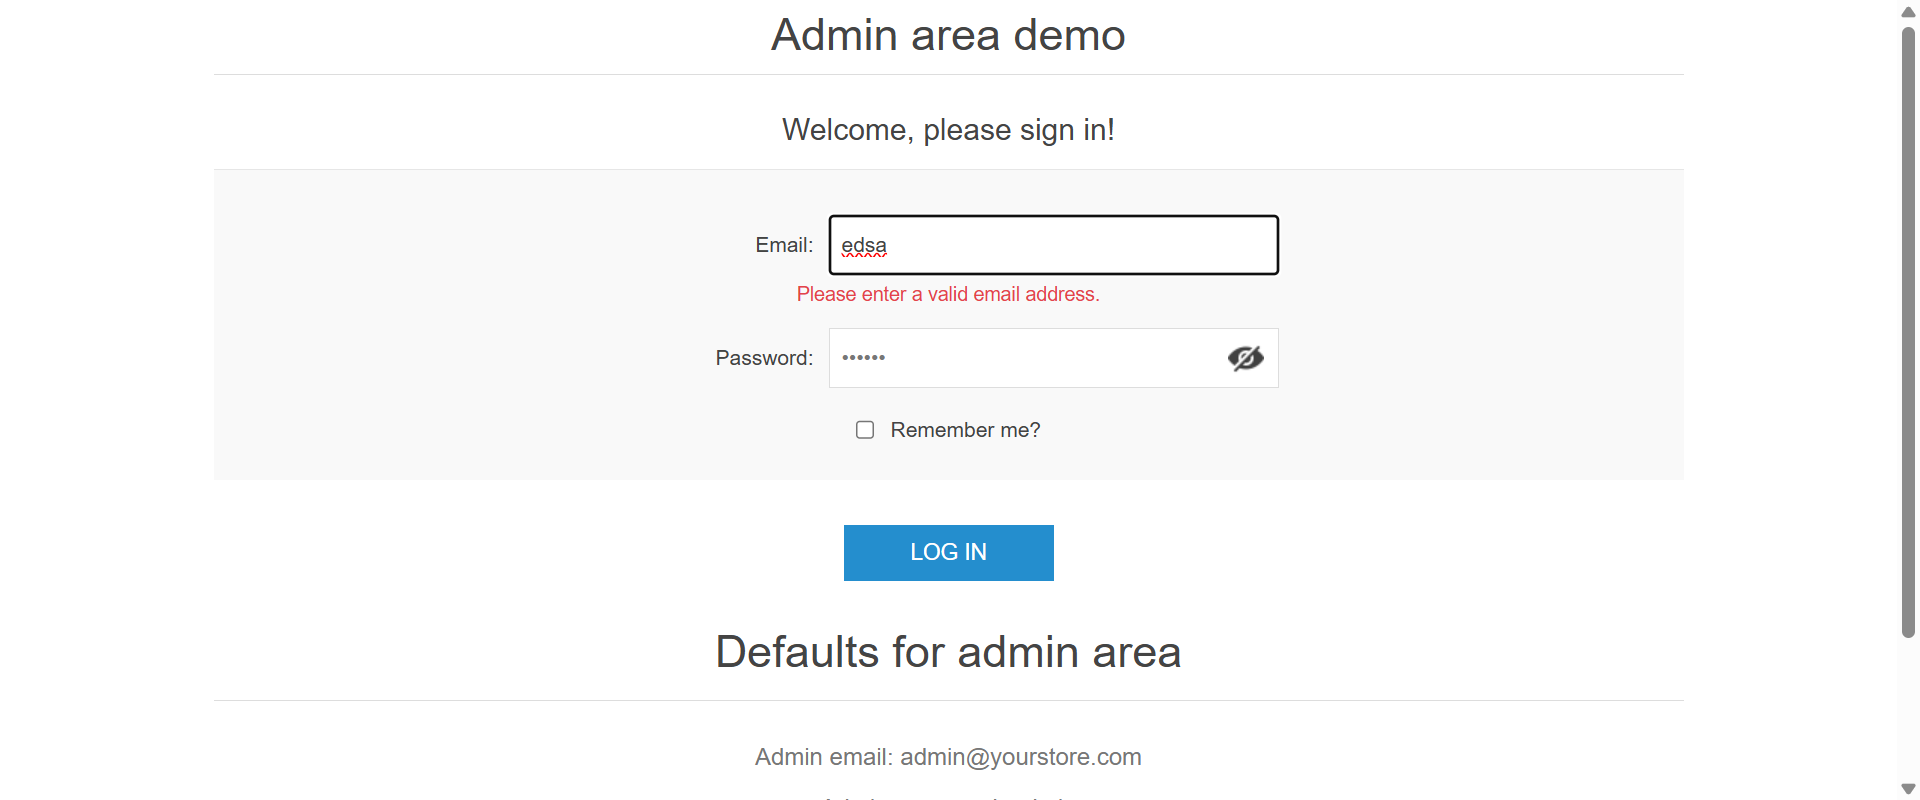 Admin area demo
Welcome, please sign in!
Email: edsa
Please enter a valid email address.
Password: ••••••
Remember me?
LOG IN
Defaults for admin area
Admin email: admin@yourstore.com